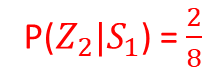 P(Z₂|S₁) = 2/8